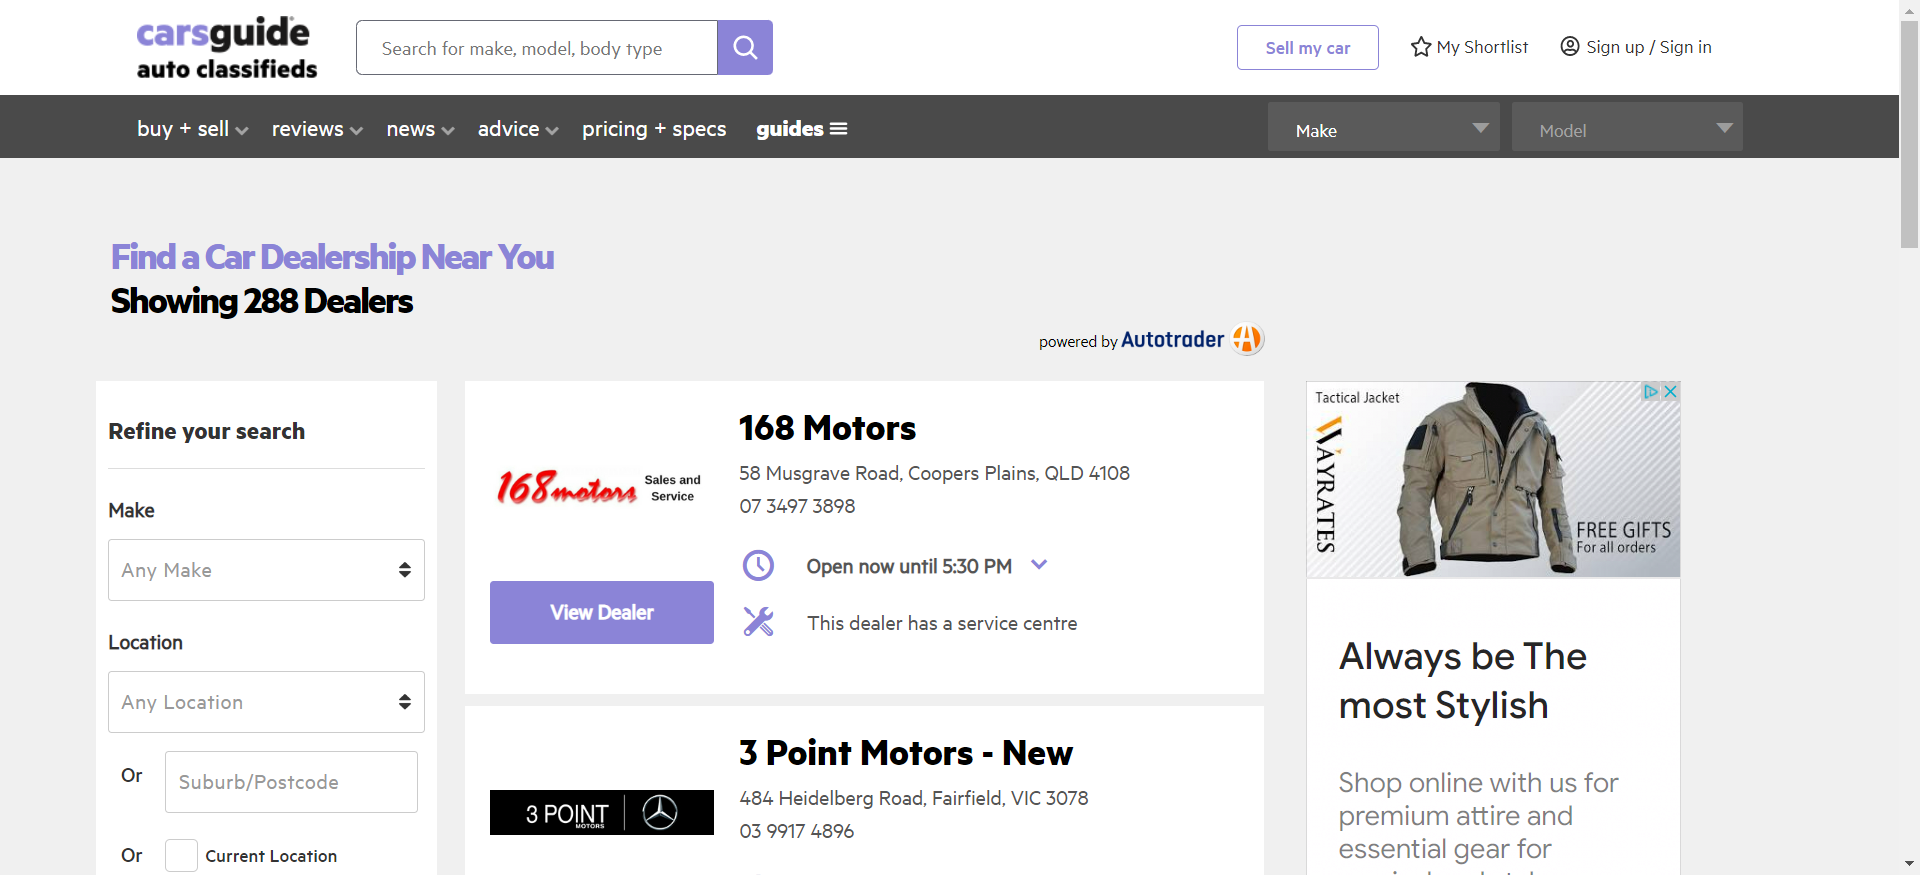 carsguide
auto classifieds
Search for make, model, body type
Sell my car
My Shortlist
Sign up / Sign in
buy + sell
reviews
news
advice
pricing + specs
guides
Make
Model
Find a Car Dealership Near You
Showing 288 Dealers
powered by Autotrader
Refine your search
Make
Any Make
Location
Any Location
Or
Suburb/Postcode
Or
Current Location
168 motors
Sales and
Service
View Dealer
168 Motors
58 Musgrave Road, Coopers Plains, QLD 4108
07 3497 3898
Open now until 5:30 PM
This dealer has a service centre
3 POINT
MOTORS
3 Point Motors - New
484 Heidelberg Road, Fairfield, VIC 3078
03 9917 4896
Tactical Jacket
WAYRATES
FREE GIFTS
For all orders
Always be The
most Stylish
Shop online with us for
premium attire and
essential gear for